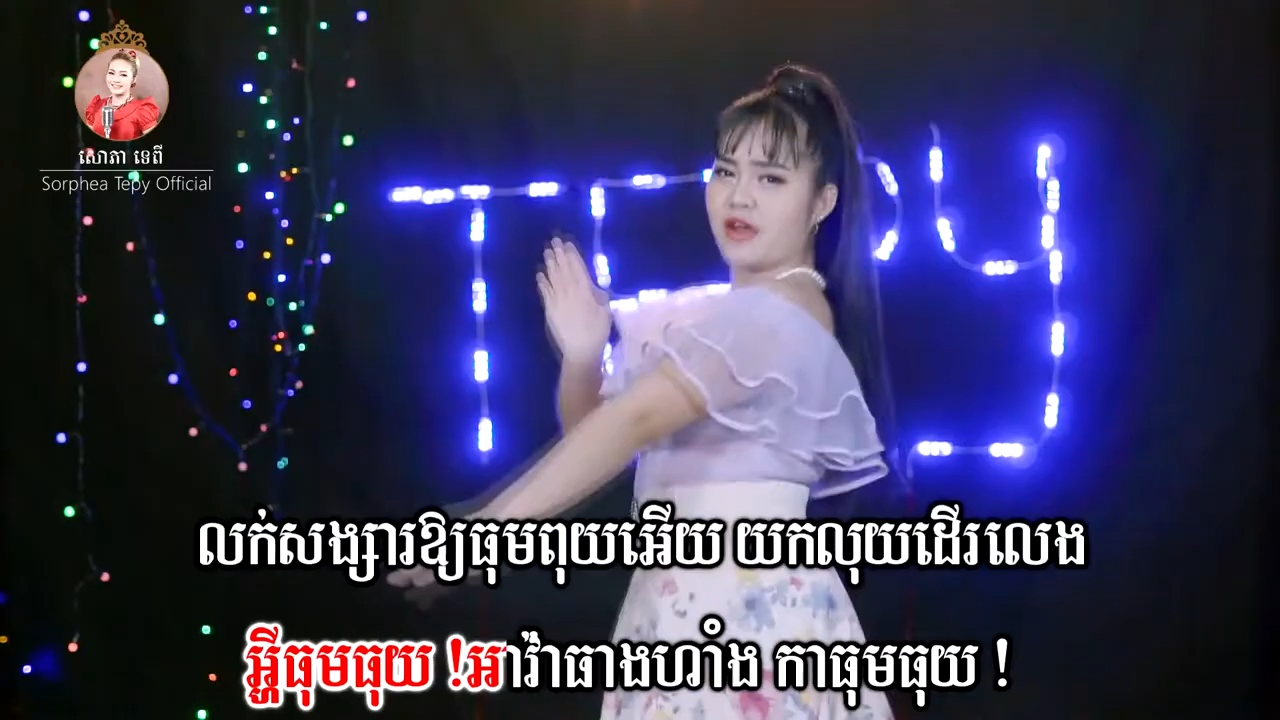 សោភា ទេពី
Sorphea Tepy Official
TEPY
លក់សង្សារឱ្យធុមពុយអើយ យកលុយដើរលេង
អ្ហឺធុមធុយ !អាវ៉ាធាងហាំង កាធុមធុយ !